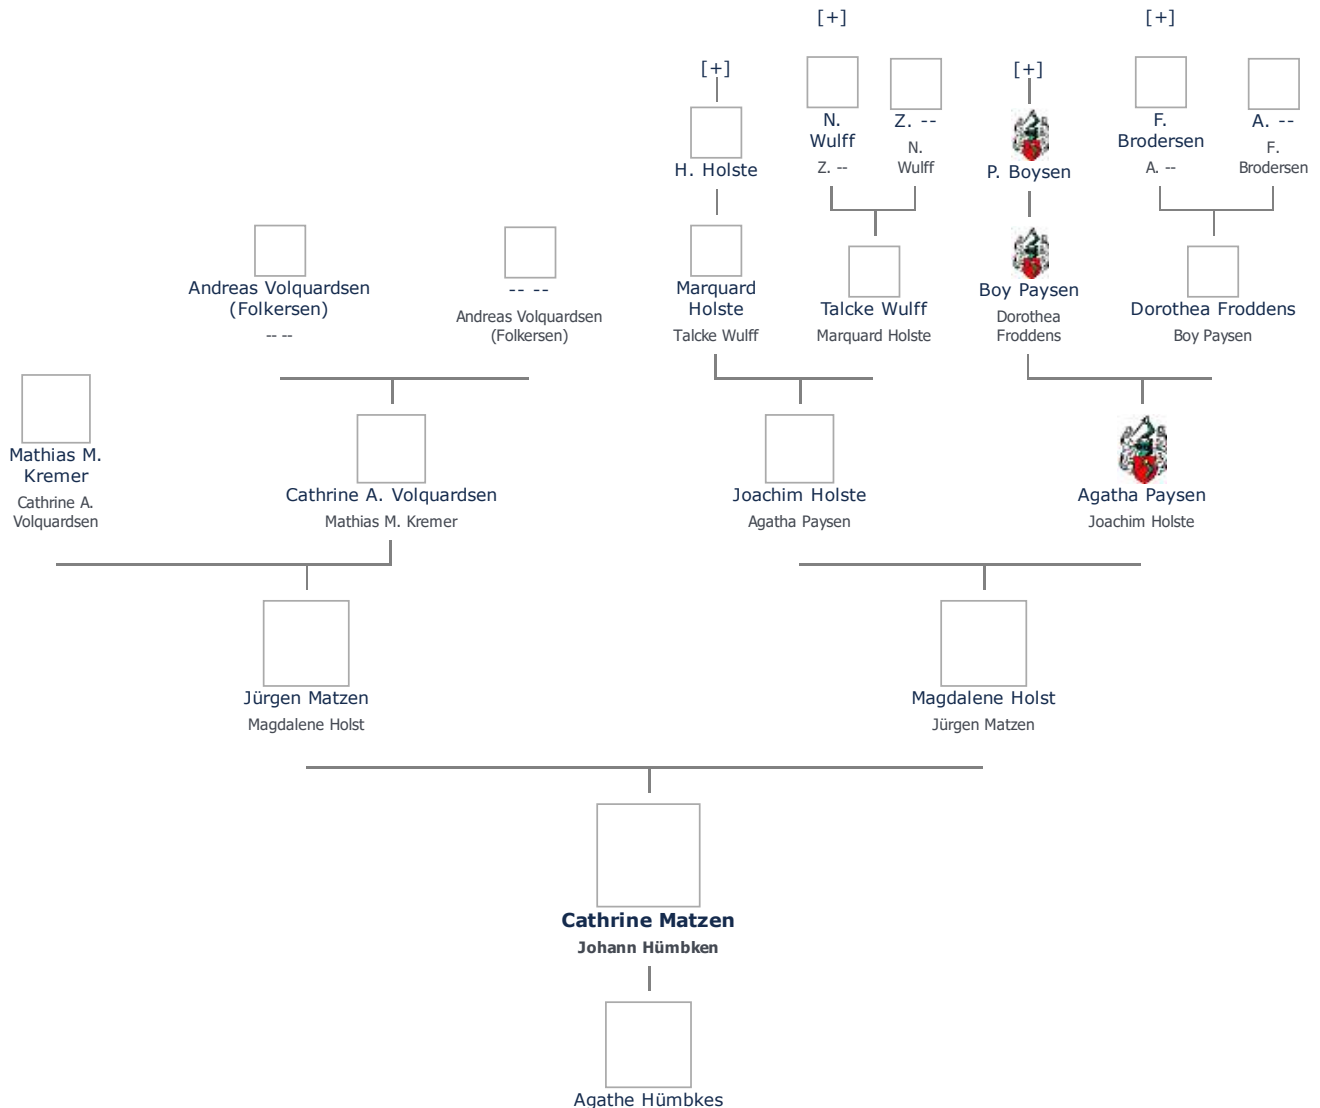 [+]
[+]
[+]
[+]
N.
Wulff
Z. --
Z. --
N.
Wulff
F.
Brodersen
A. --
A. --
F.
Brodersen
H. Holste
P. Boysen
Andreas Volquardsen
(Folkersen)
-- --
-- --
Andreas Volquardsen
(Folkersen)
Marquard
Holste
Talcke Wulff
Talcke Wulff
Marquard Holste
Boy Paysen
Dorothea
Froddens
Dorothea Froddens
Boy Paysen
Mathias M.
Kremer
Cathrine A.
Volquardsen
Cathrine A. Volquardsen
Mathias M. Kremer
Joachim Holste
Agatha Paysen
Agatha Paysen
Joachim Holste
Jürgen Matzen
Magdalene Holst
Magdalene Holst
Jürgen Matzen
Cathrine Matzen
Johann Hümbken
Agathe Hümbkes